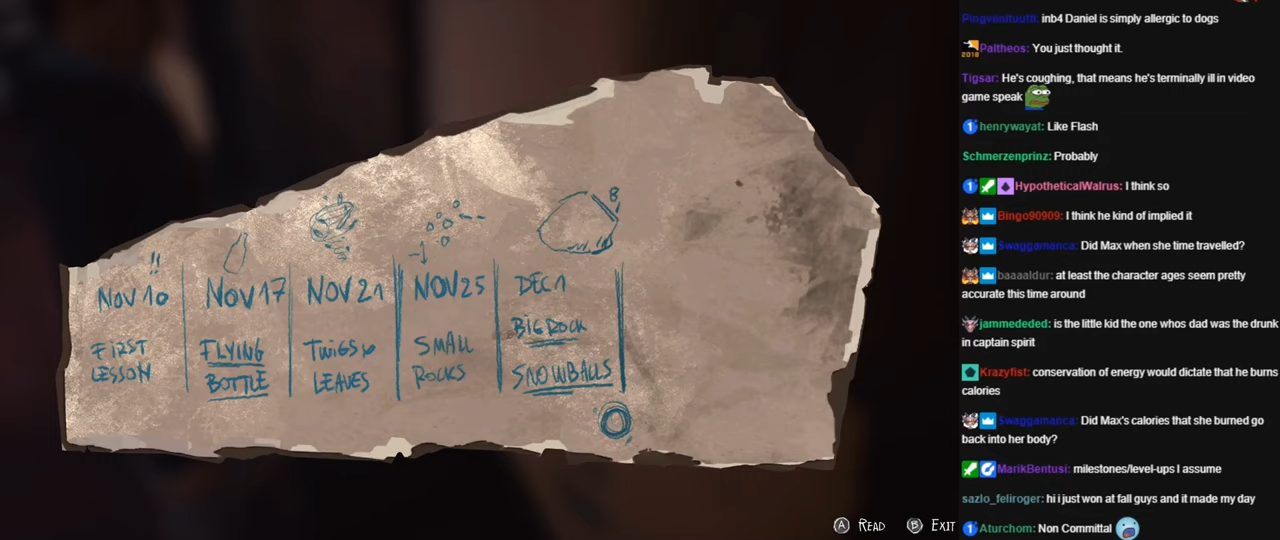 !!
NOV 10
FIRST
LESSON
NOV 17
FLYING
BOTTLE
NOV 21
TWIGS &
LEAVES
NOV 25
SMALL
ROCKS
DEC 1
BIG ROCK
SNOWBALLS
A READ B EXIT
Pingviinituutti: inb4 Daniel is simply allergic to dogs
2018 Paltheos: You just thought it.
Tigsar: He's coughing, that means he's terminally ill in video
game speak
1 henrywayat: Like Flash
Schmerzenprinz: Probably
1 HypotheticalWalrus: I think so
Bingo90909: I think he kind of implied it
Swaggamanca: Did Max when she time travelled?
baaaaldur: at least the character ages seem pretty
accurate this time around
jammededed: is the little kid the one whos dad was the drunk
in captain spirit
Krazyfist: conservation of energy would dictate that he burns
calories
Swaggamanca: Did Max's calories that she burned go
back into her body?
MarikBentusi: milestones/level-ups I assume
sazlo_feliroger: hi i just won at fall guys and it made my day
1 Aturchom: Non Committal